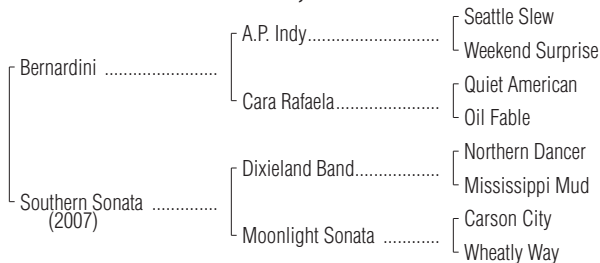 Seattle Slew
A.P. Indy..............................
Weekend Surprise
Bernardini .........................
Quiet American
Cara Rafaela........................
Oil Fable
Northern Dancer
Dixieland Band...................
Mississippi Mud
Southern Sonata ..............
(2007)
Carson City
Moonlight Sonata ............
Wheatly Way